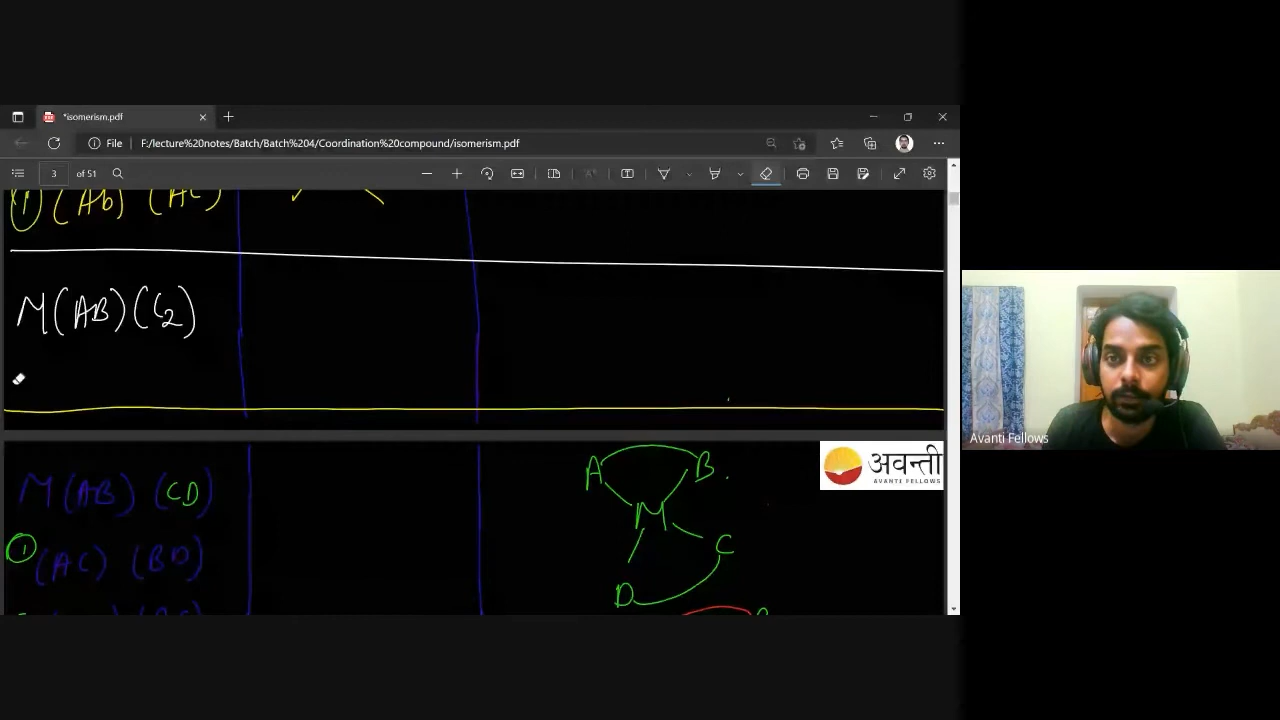 *isomerism.pdf
File F:/lecture%20notes/Batch/Batch%204/Coordination%20compound/isomerism.pdf
3 of 51
① (Ab) (AC)
M(AB)(C2)
Avanti Fellows
अवन्ती
AVANTI FELLOWS
A B
M(AB) (CD)
M
① (AC) (BD)
C
D